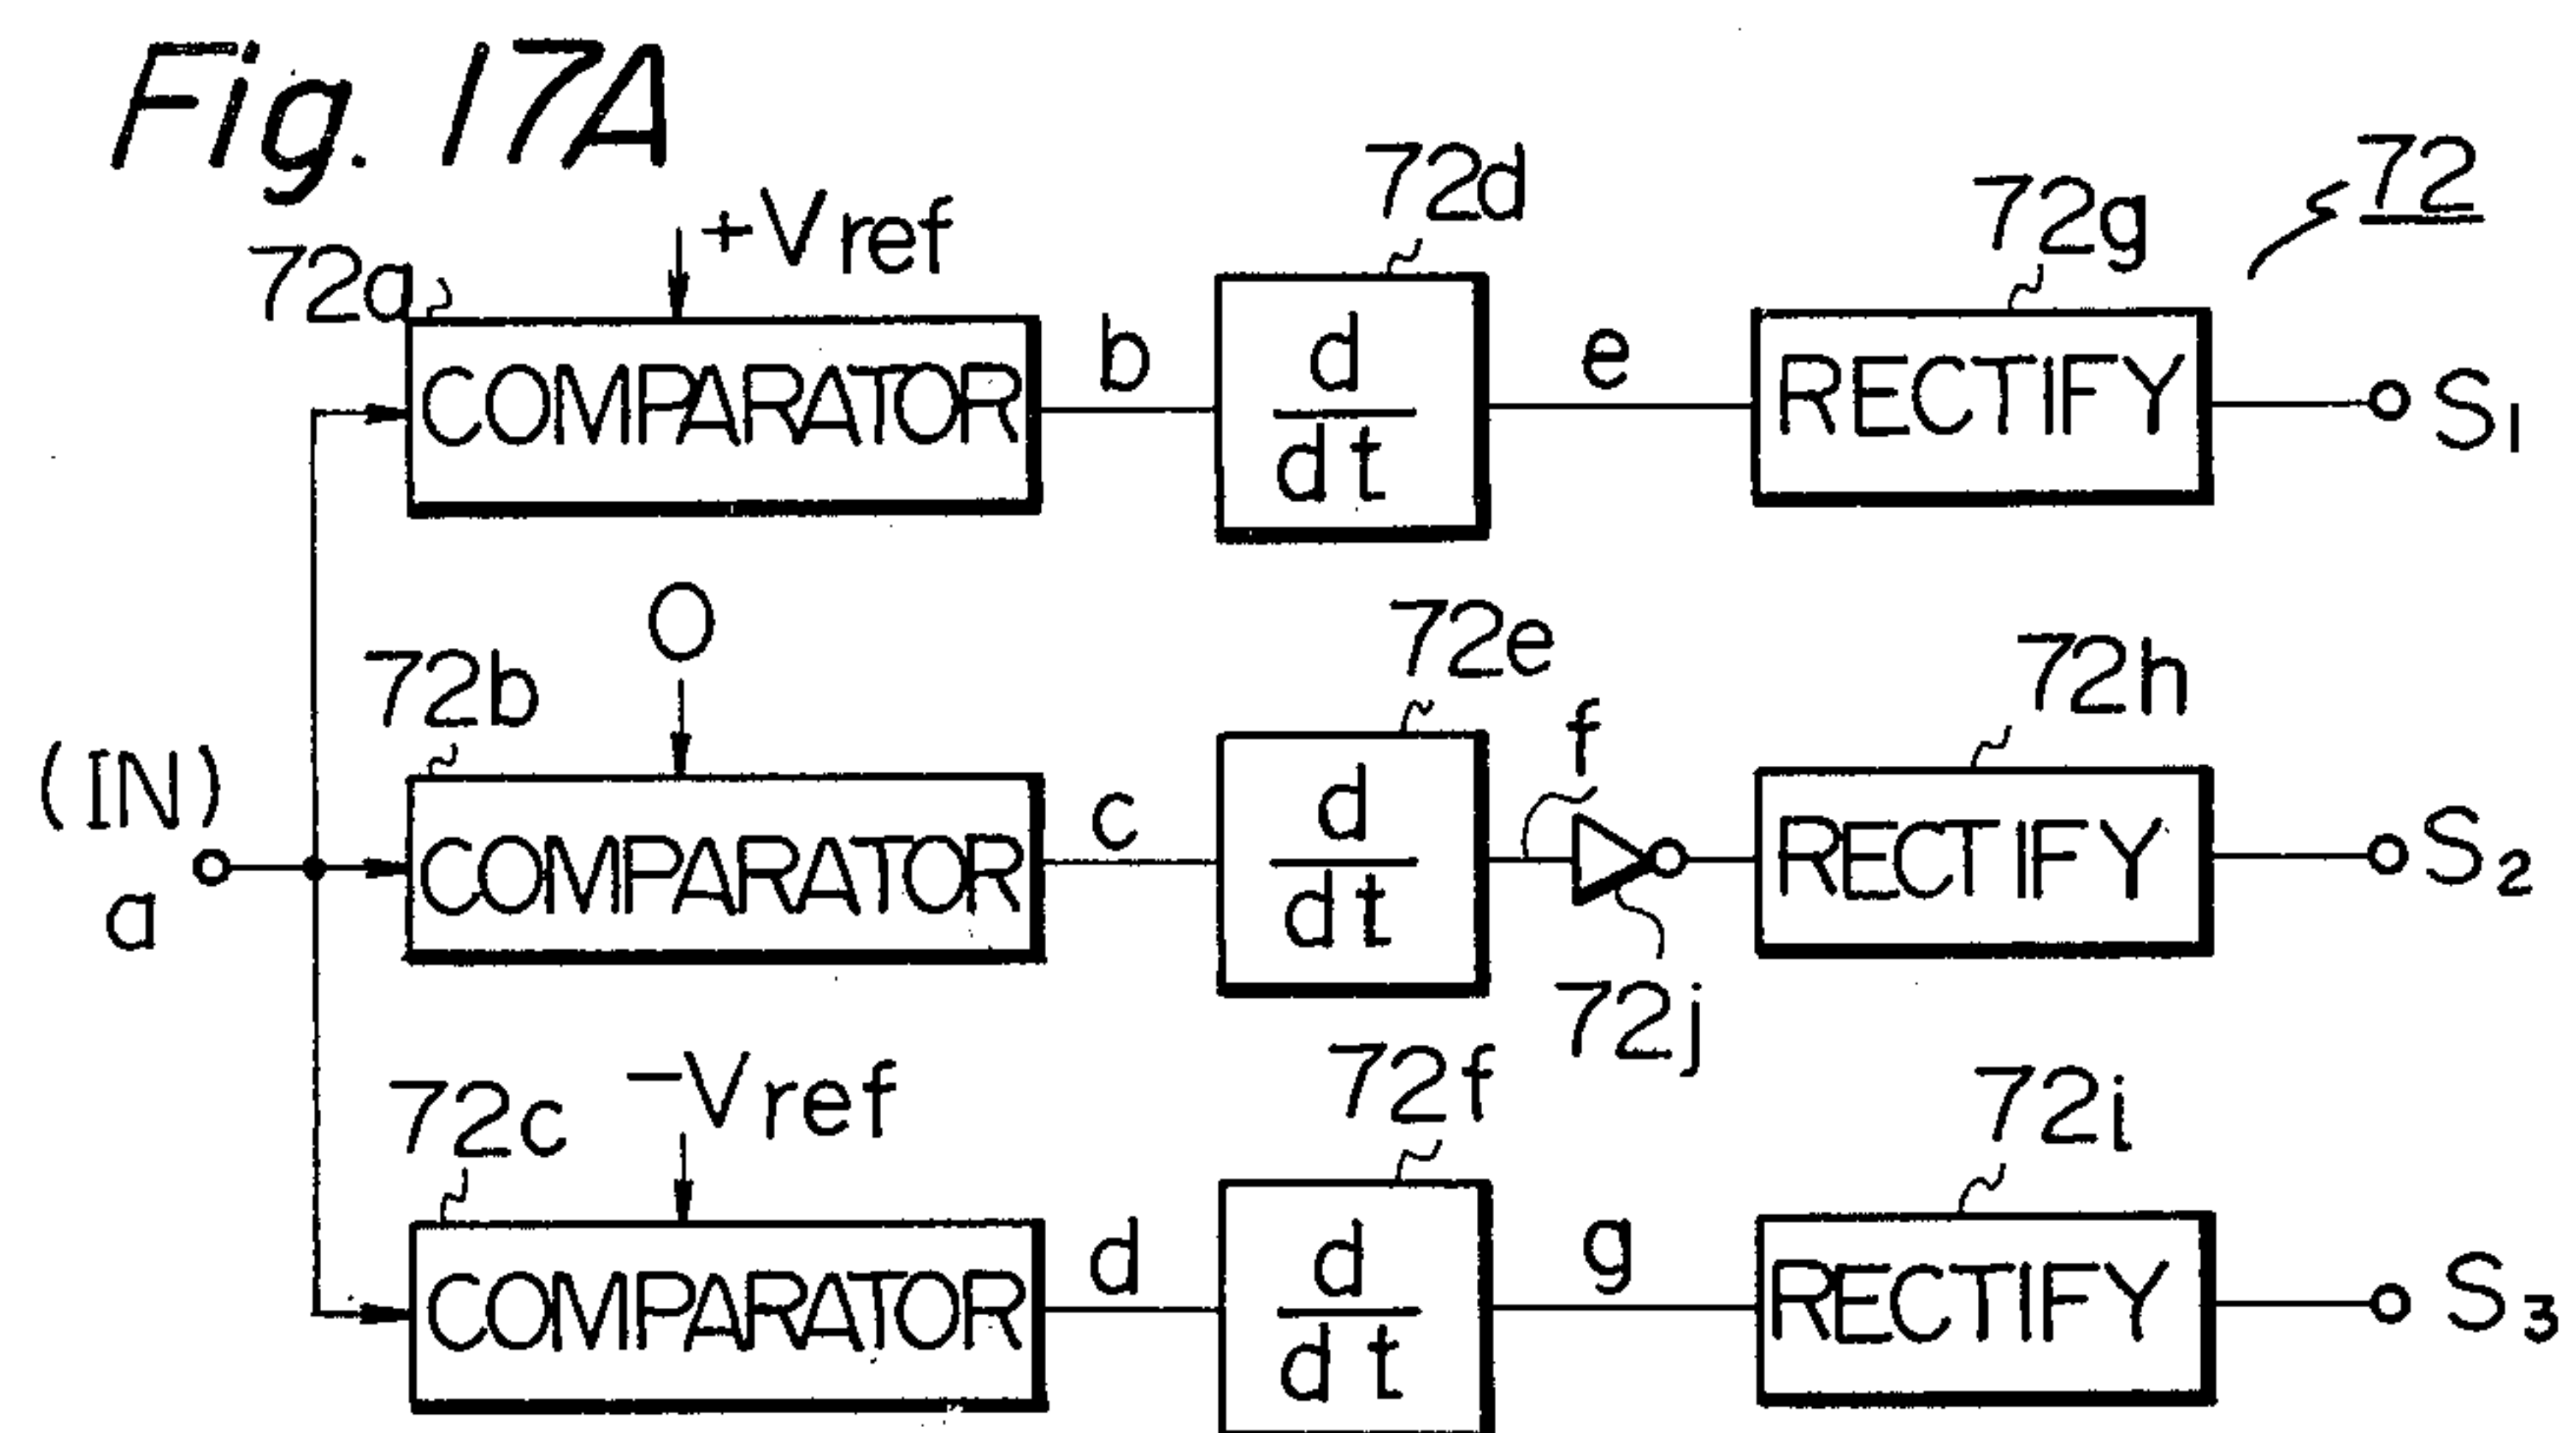 Fig. 17A
72
72a
+Vref
72d
72g
COMPARATOR
b
d
dt
e
RECTIFY
S1
(IN)
a
72b
O
72e
f
72h
COMPARATOR
c
d
dt
72j
RECTIFY
S2
72c
-Vref
72f
72i
COMPARATOR
d
d
dt
g
RECTIFY
S3